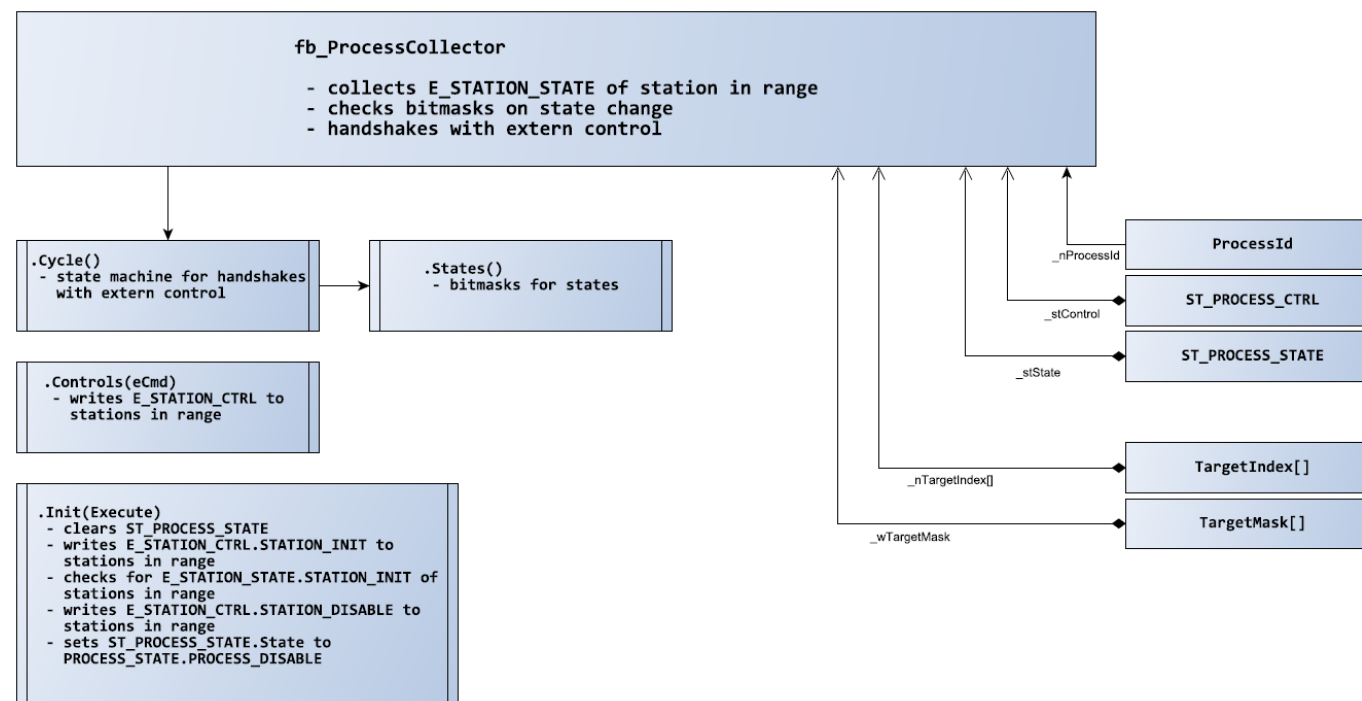 fb_ProcessCollector
- collects E_STATION_STATE of station in range
- checks bitmasks on state change
- handshakes with extern control
.Cycle()
- state machine for handshakes
with extern control
.States()
- bitmasks for states
.Controls(eCmd)
- writes E_STATION_CTRL to
stations in range
.Init(Execute)
- clears ST_PROCESS_STATE
- writes E_STATION_CTRL.STATION_INIT to
stations in range
- checks for E_STATION_STATE.STATION_INIT of
stations in range
- writes E_STATION_CTRL.STATION_DISABLE to
stations in range
- sets ST_PROCESS_STATE.State to
PROCESS_STATE.PROCESS_DISABLE
ProcessId
_nProcessId
ST_PROCESS_CTRL
_stControl
ST_PROCESS_STATE
_stState
TargetIndex[]
_nTargetIndex[]
TargetMask[]
_wTargetMask